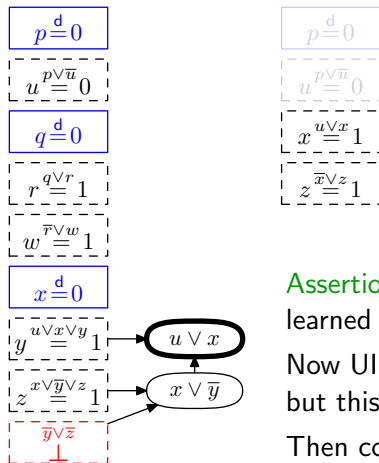 p d= 0
u p∨u̅= 0
q d= 0
r q∨r= 1
w r̅∨w= 1
x d= 0
y u∨x∨y= 1
z x∨y̅∨z= 1
y̅∨z̅
⊥
u ∨ x
x ∨ y̅
p d= 0
u p∨u̅= 0
x u∨x= 1
z x̅∨z= 1
Assertio
learned
Now UI
but this
Then co